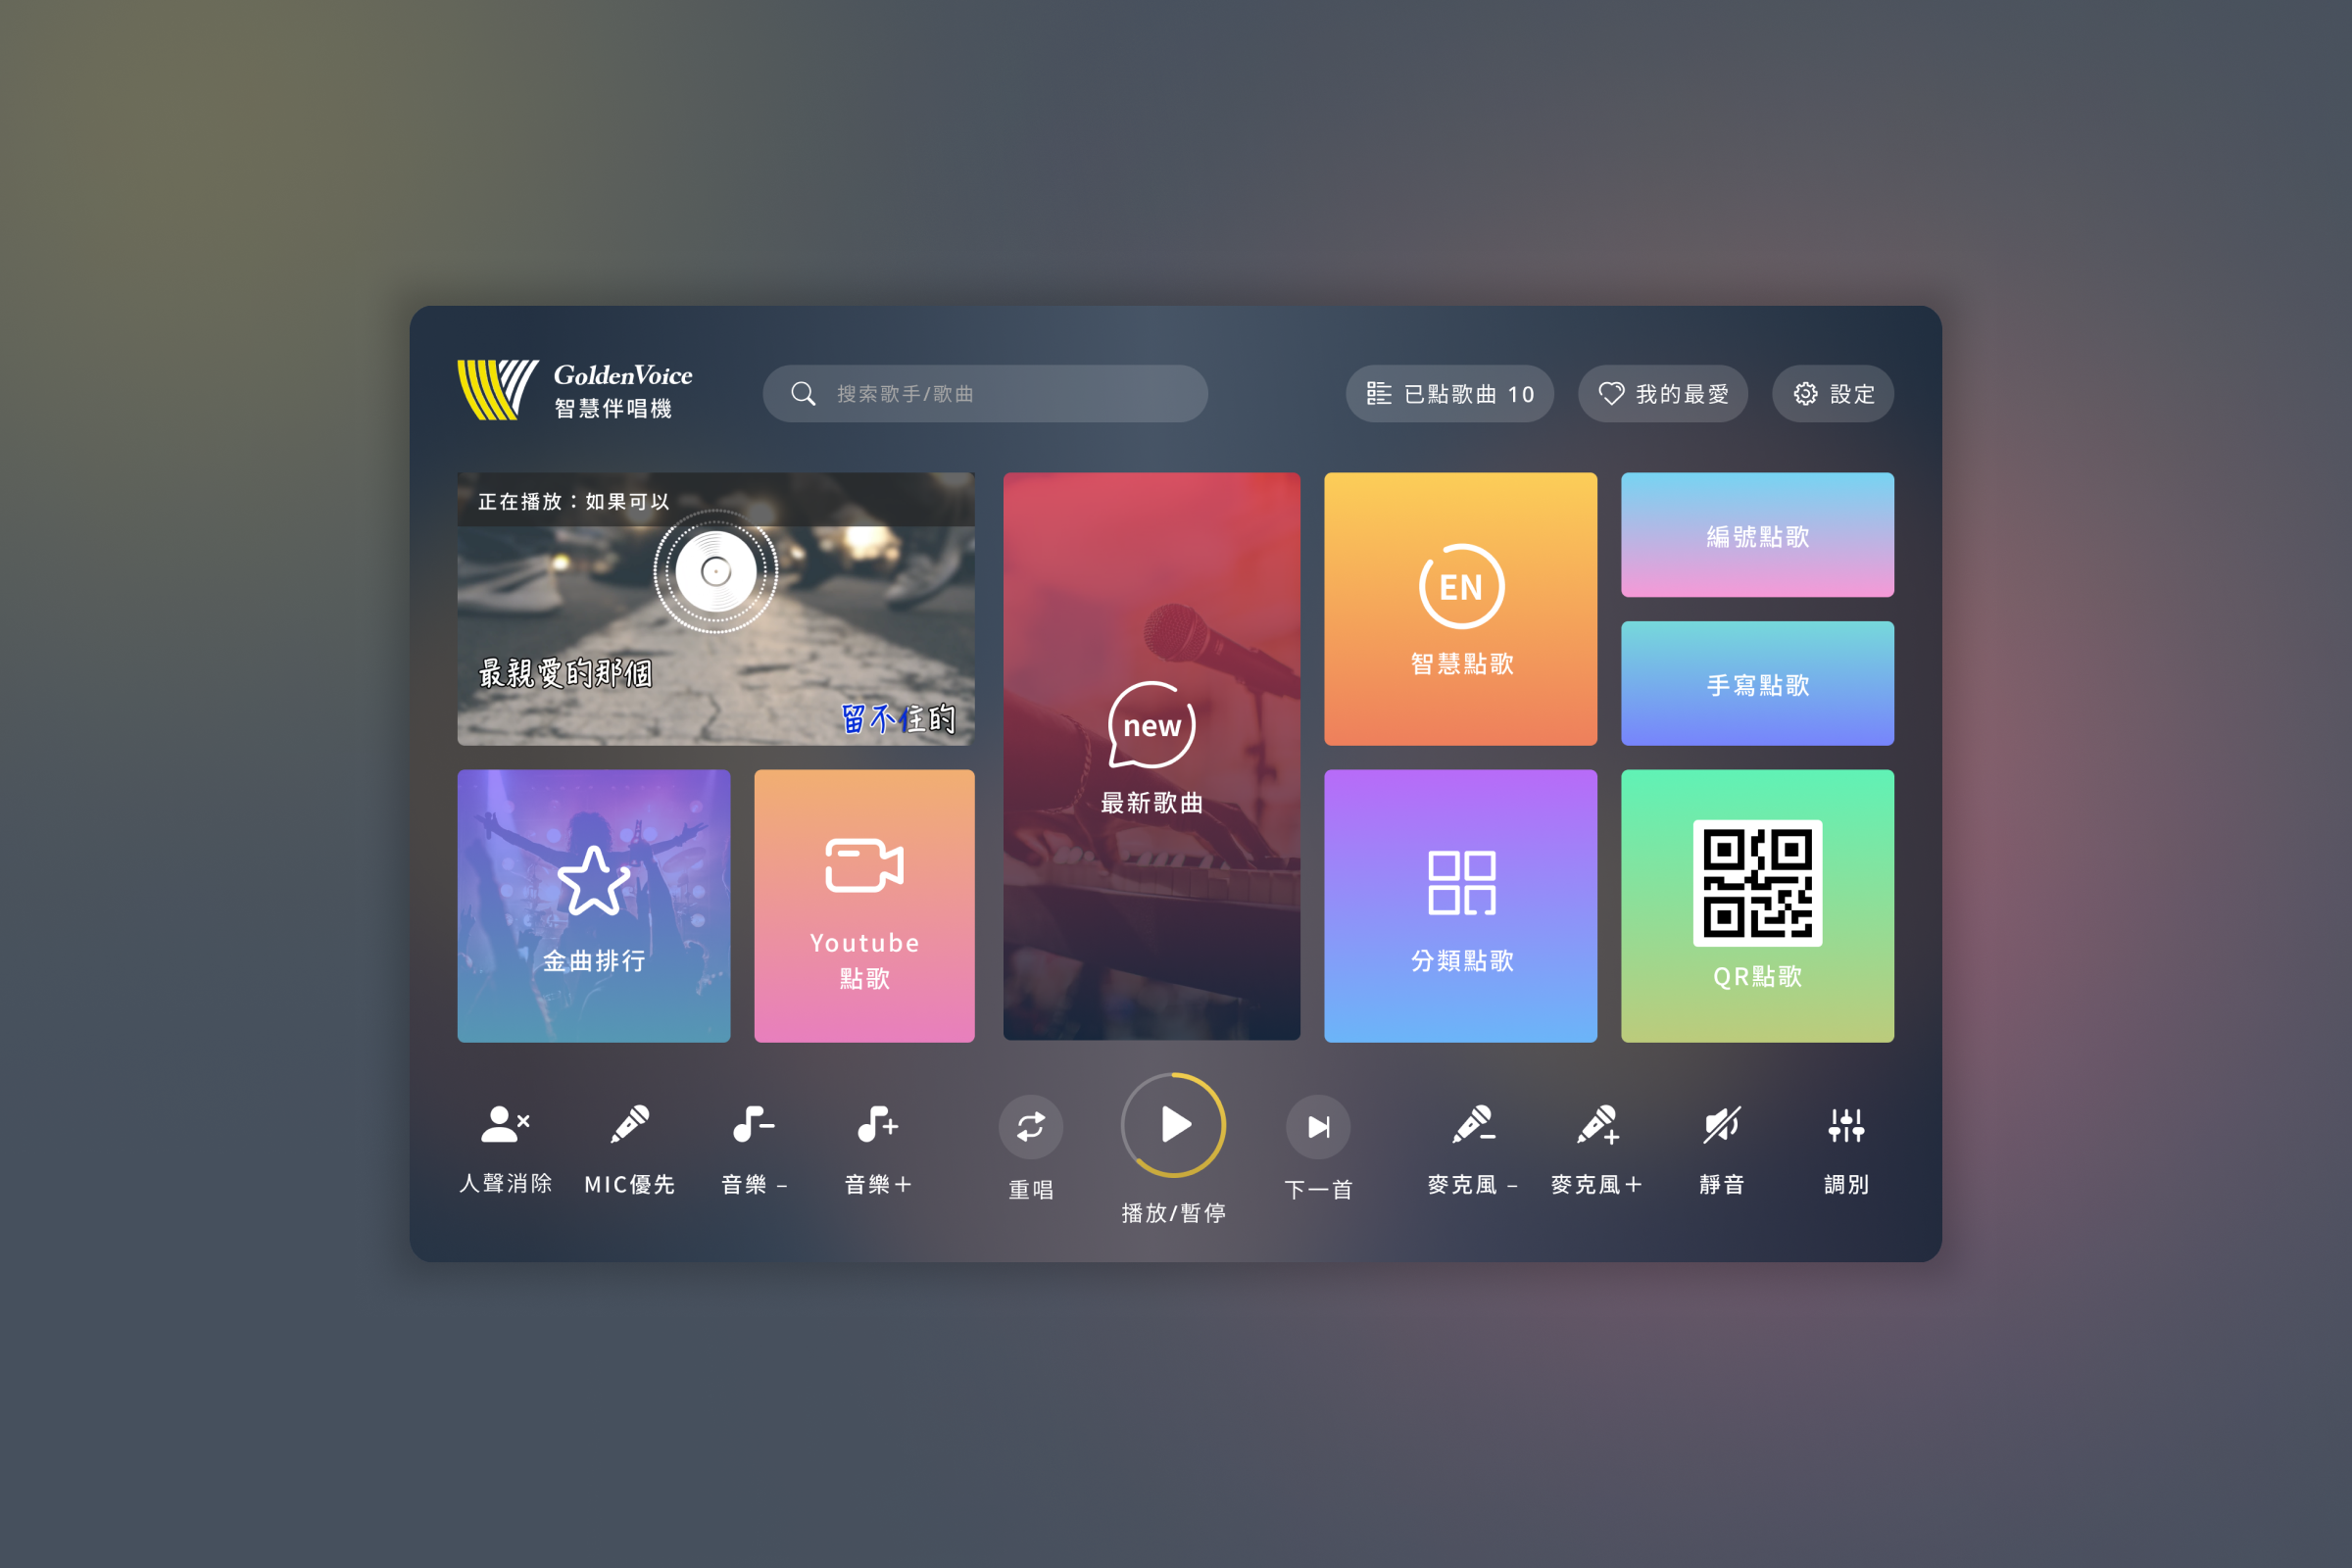 GoldenVoice
智慧伴唱機
搜索歌手/歌曲
已點歌曲 10
我的最愛
設定
正在播放：如果可以
最親愛的那個
留不住的
new
最新歌曲
EN
智慧點歌
編號點歌
手寫點歌
金曲排行
Youtube
點歌
分類點歌
QR點歌
人聲消除
MIC優先
音樂 –
音樂＋
重唱
播放/暫停
下一首
麥克風 –
麥克風＋
靜音
調別